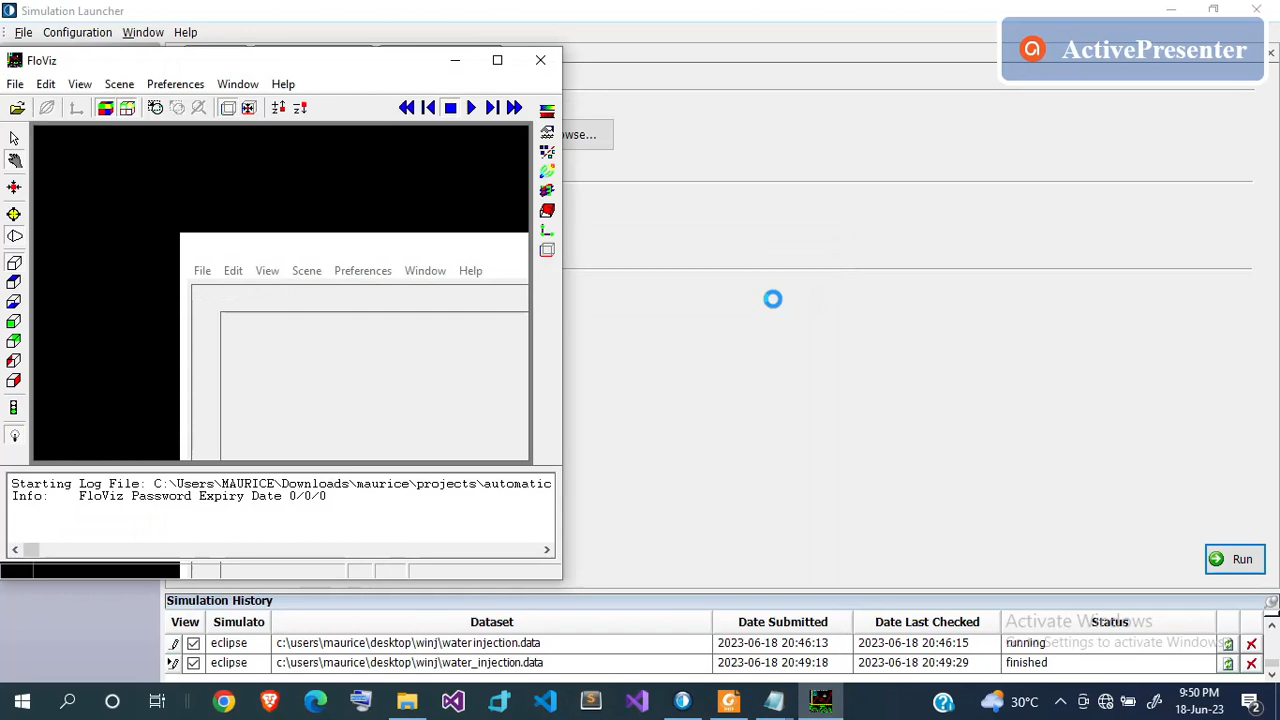 Simulation Launcher
File Configuration Window Help
ActivePresenter
FloViz
File Edit View Scene Preferences Window Help
owse...
File Edit View Scene Preferences Window Help
Starting Log File: C:\Users\MAURICE\Downloads\maurice\projects\automatic
Info: FloViz Password Expiry Date 0/0/0
Run
Simulation History
View Simulato Dataset Date Submitted Date Last Checked Status
eclipse c:\users\maurice\desktop\winj\waterinjection.data 2023-06-18 20:46:13 2023-06-18 20:46:15 running
eclipse c:\users\maurice\desktop\winj\water_injection.data 2023-06-18 20:49:18 2023-06-18 20:49:29 finished
Activate Windows
Go to Settings to activate Windows.
30°C
9:50 PM
18-Jun-23
2